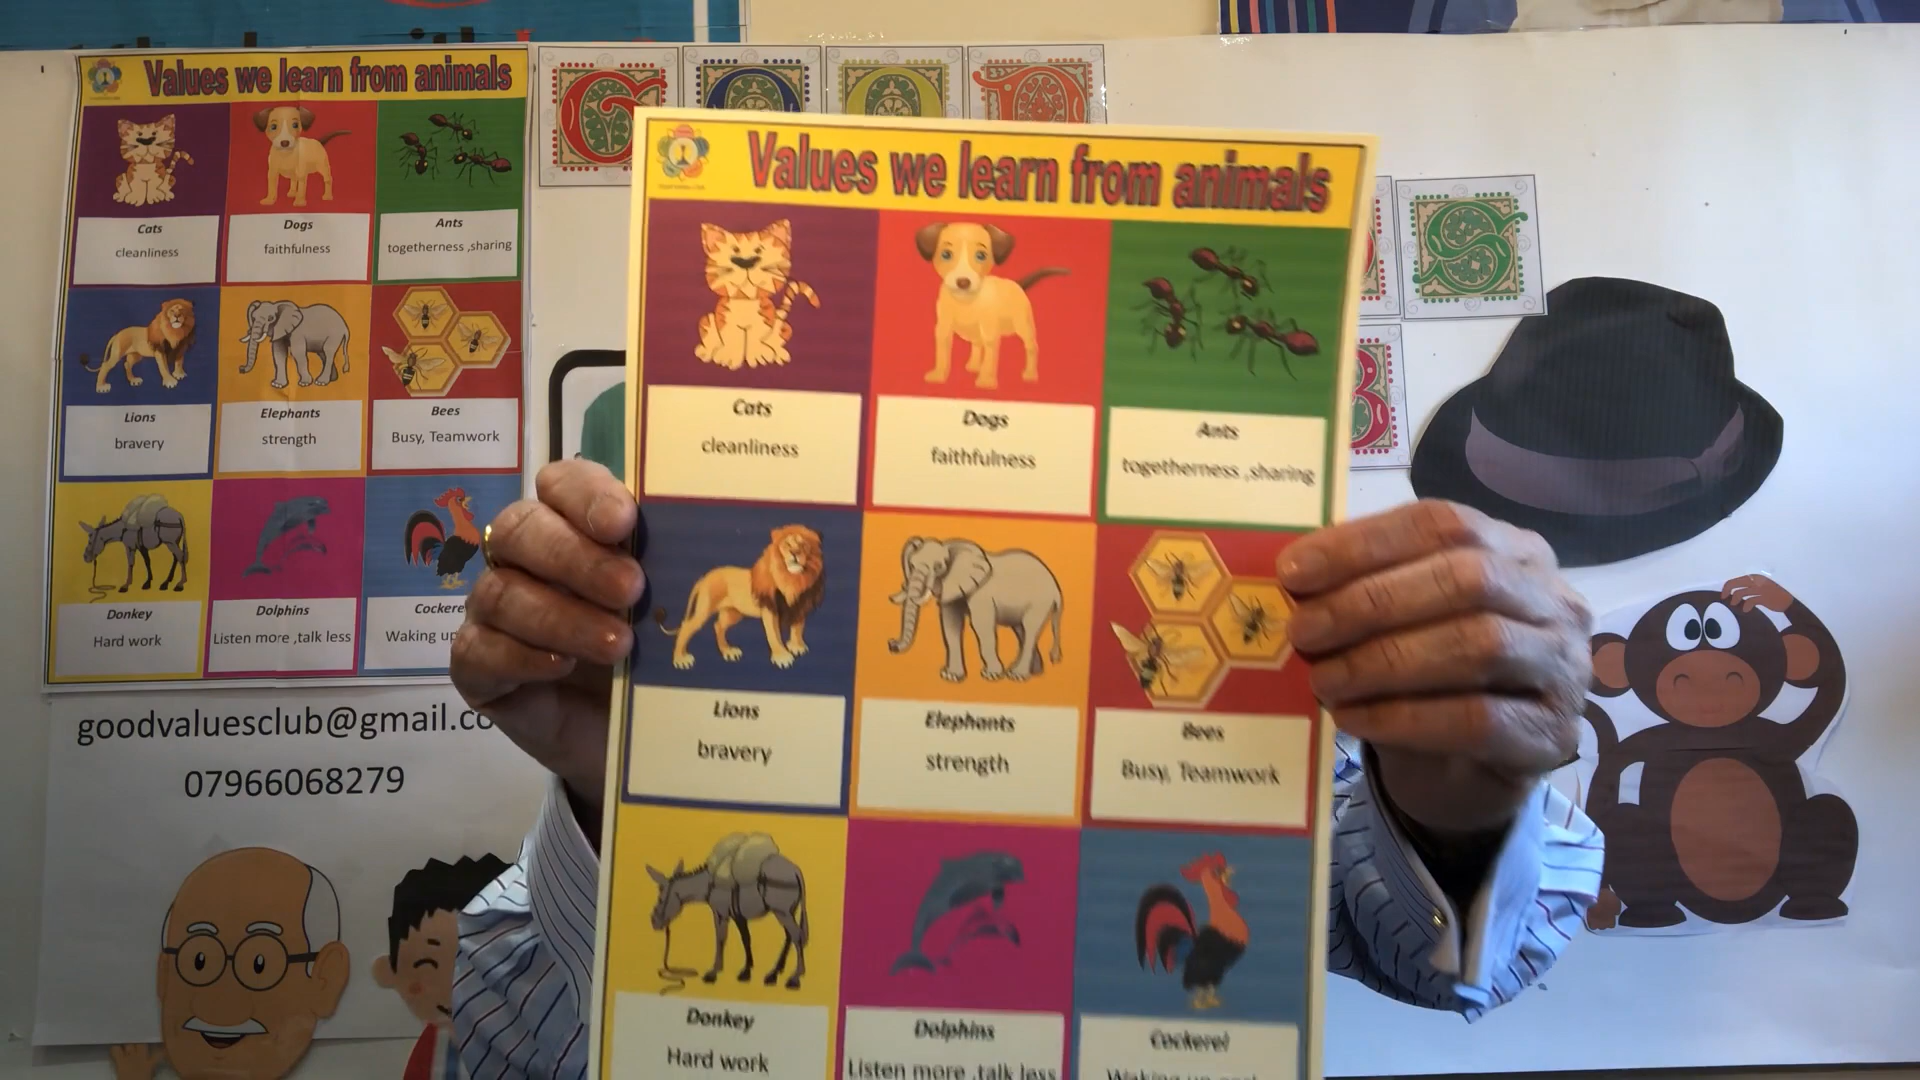 Values we learn from animals
Cats
cleanliness
Dogs
faithfulness
Ants
togetherness ,sharing
Lions
bravery
Elephants
strength
Bees
Busy, Teamwork
Donkey
Hard work
Dolphins
Listen more ,talk less
Waking up
goodvaluesclub@gmail.co
07966068279
G
O
O
D
S
Values we learn from animals
Cats
cleanliness
Dogs
faithfulness
Ants
togetherness ,sharing
Lions
bravery
Elephants
strength
Bees
Busy, Teamwork
Donkey
Hard work
Dolphins
Listen more ,talk less
Cockerel
Waking up